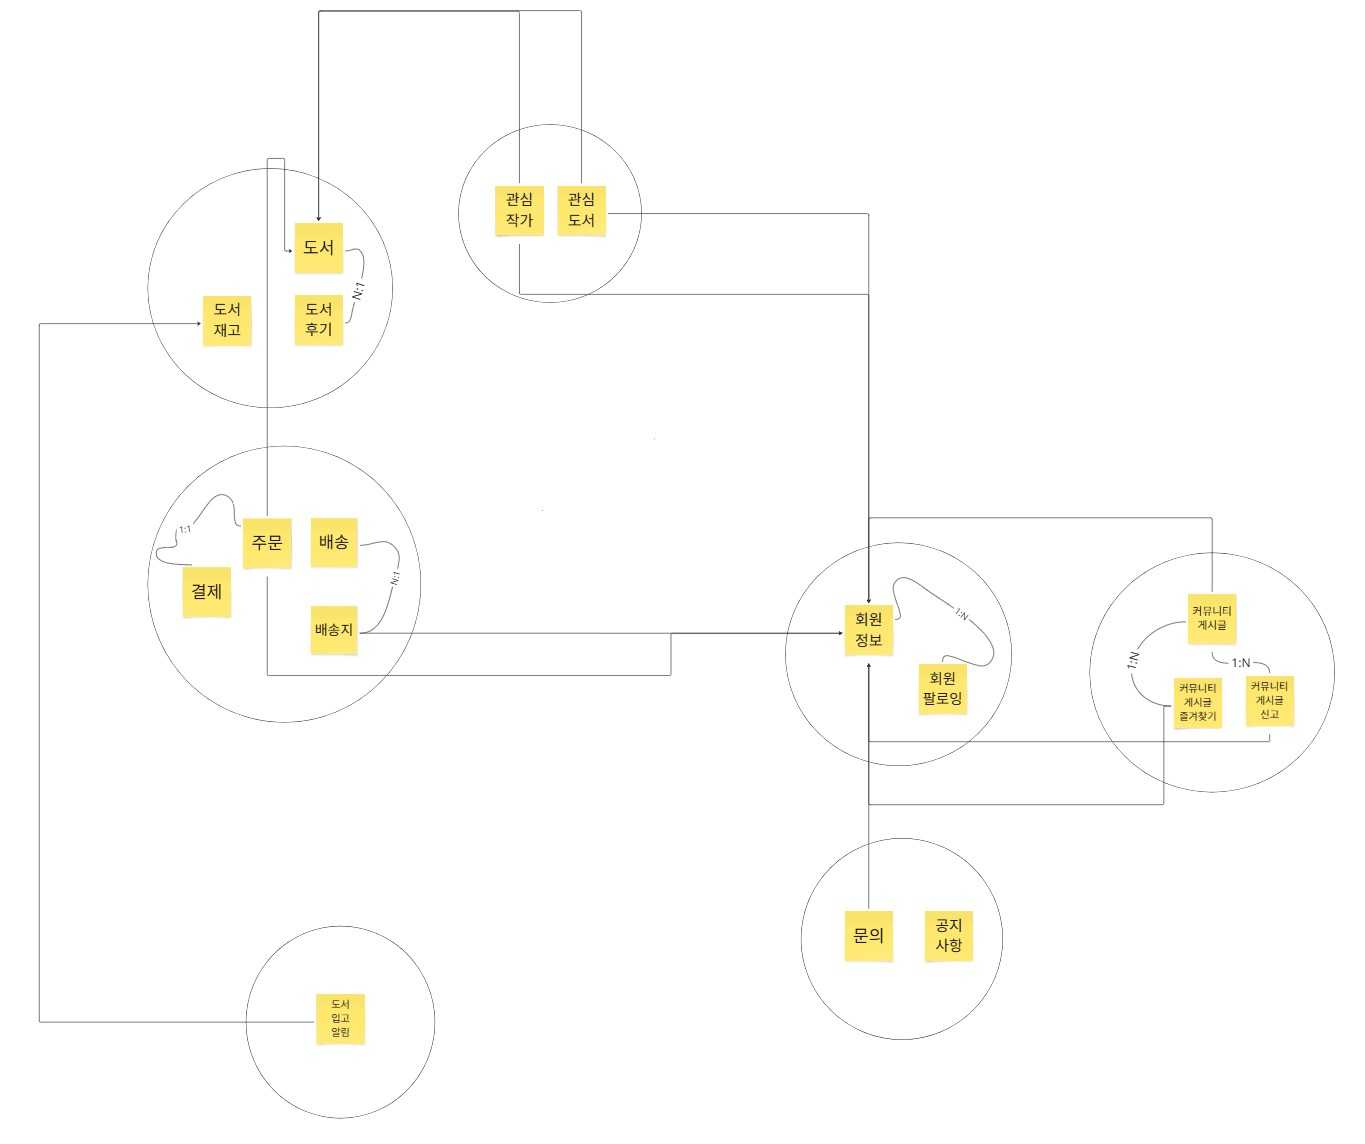 관심
작가
관심
도서
도서
N:1
도서
재고
도서
후기
1:1
주문
배송
결제
N:1
배송지
회원
정보
1:N
회원
팔로잉
커뮤니티
게시글
1:N
1:N
커뮤니티
게시글
즐겨찾기
커뮤니티
게시글
신고
문의
공지
사항
도서
입고
알림